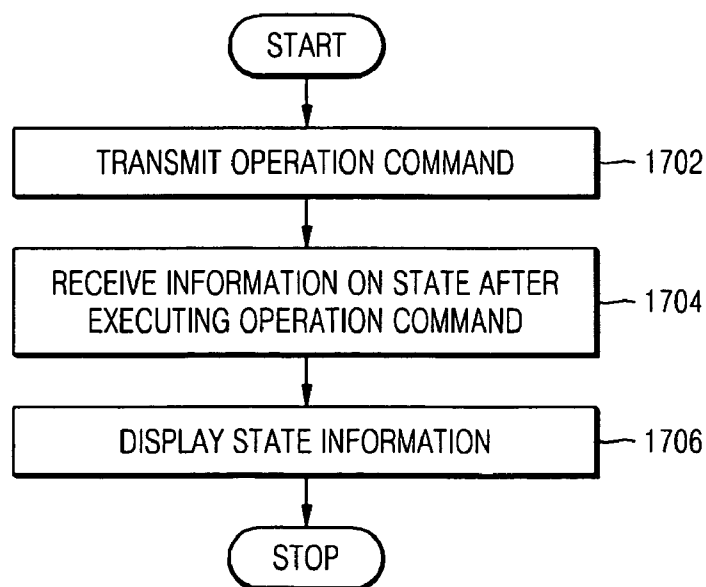 START
TRANSMIT OPERATION COMMAND
1702
RECEIVE INFORMATION ON STATE AFTER
EXECUTING OPERATION COMMAND
1704
DISPLAY STATE INFORMATION
1706
STOP